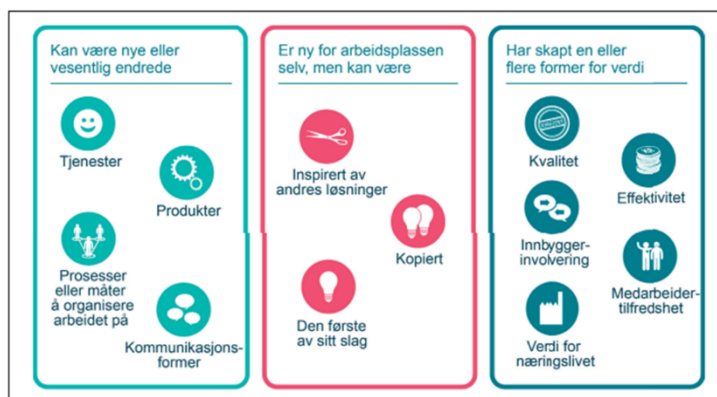 Kan være nye eller
vesentlig endrede
Tjenester
Produkter
Prosesser
eller måter
å organisere
arbeidet på
Kommunikasjons-
former
Er ny for arbeidsplassen
selv, men kan være
Inspirert av
andres løsninger
Kopiert
Den første
av sitt slag
Har skapt en eller
flere former for verdi
Kvalitet
Effektivitet
Innbygger-
involvering
Medarbeider-
tilfredshet
Verdi for
næringslivet